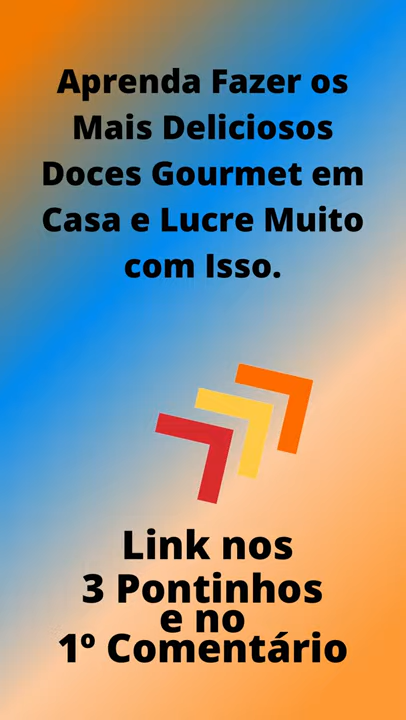 Aprenda Fazer os
Mais Deliciosos
Doces Gourmet em
Casa e Lucre Muito
com Isso.
Link nos
3 Pontinhos
e no
1º Comentário